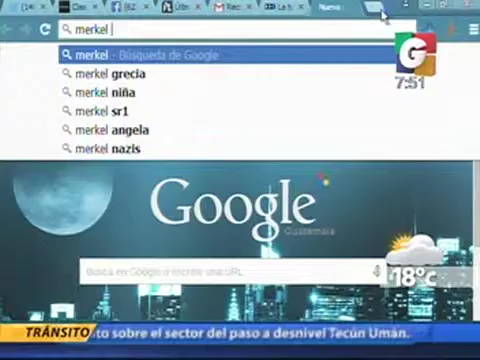 merkel
merkel - Búsqueda de Google
merkel grecia
merkel niña
merkel sr1
merkel angela
merkel nazis
G
7:51
Google
Guatemala
Busca en Google o escribe una URL
18°c
TRÁNSITO to sobre el sector del paso a desnivel Tecún Umán.